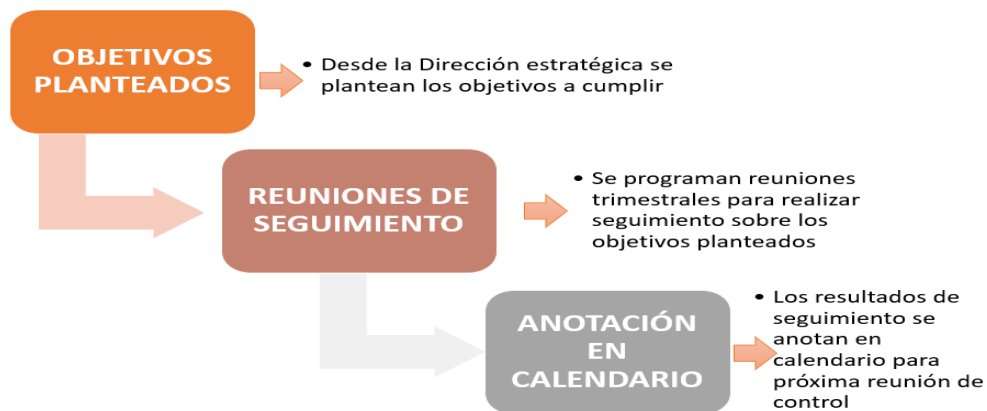 OBJETIVOS
PLANTEADOS
• Desde la Dirección estratégica se
plantean los objetivos a cumplir
REUNIONES DE
SEGUIMIENTO
• Se programan reuniones
trimestrales para realizar
seguimiento sobre los
objetivos planteados
ANOTACIÓN
EN
CALENDARIO
• Los resultados de
seguimiento se
anotan en
calendario para
próxima reunión de
control